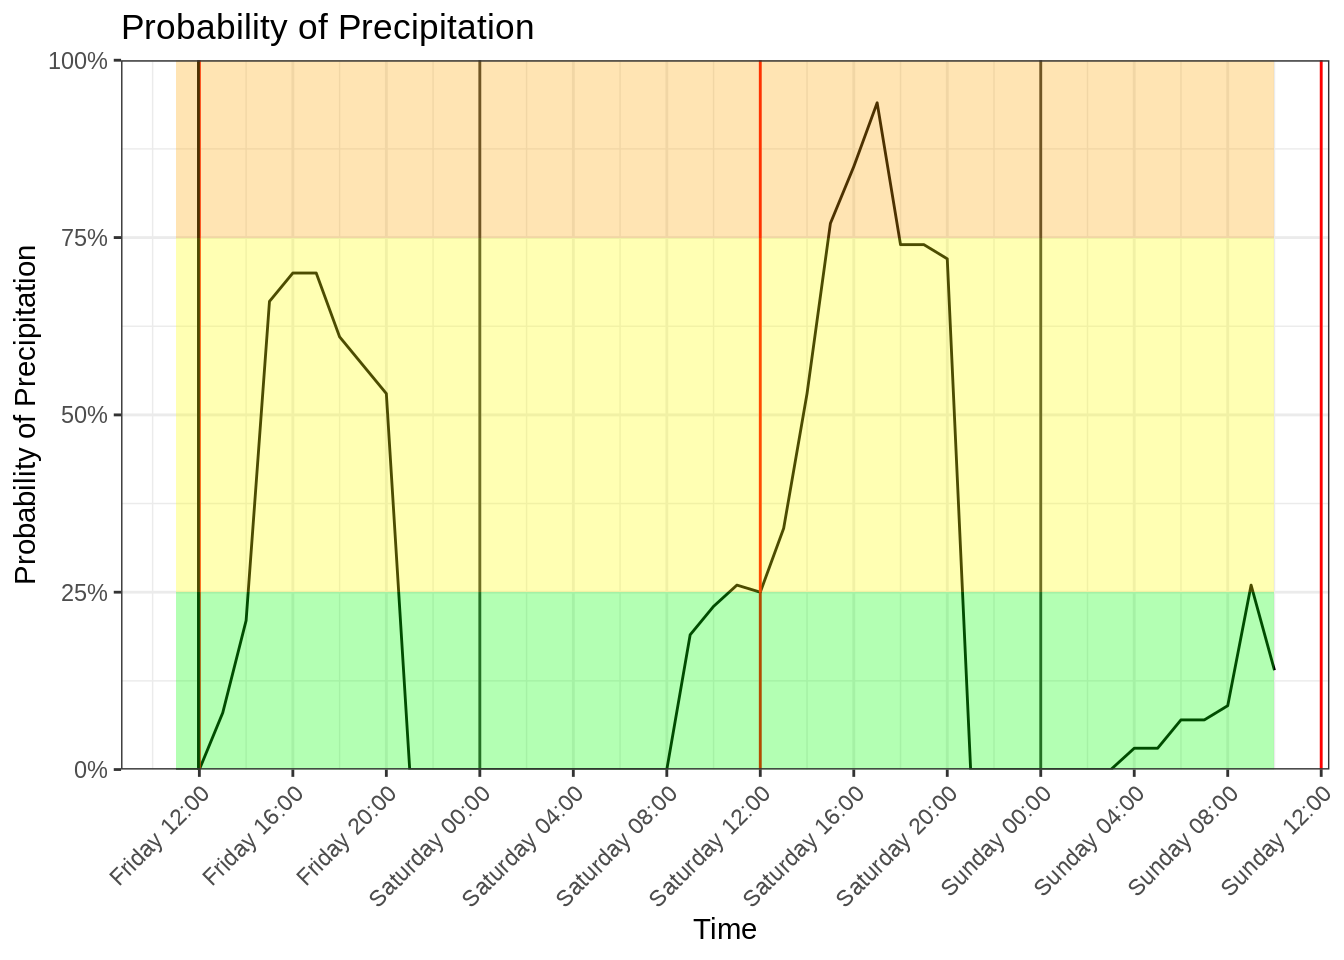 Probability of Precipitation
Probability of Precipitation
100%
75%
50%
25%
0%
Friday 12:00
Friday 16:00
Friday 20:00
Saturday 00:00
Saturday 04:00
Saturday 08:00
Saturday 12:00
Saturday 16:00
Saturday 20:00
Sunday 00:00
Sunday 04:00
Sunday 08:00
Sunday 12:00
Time